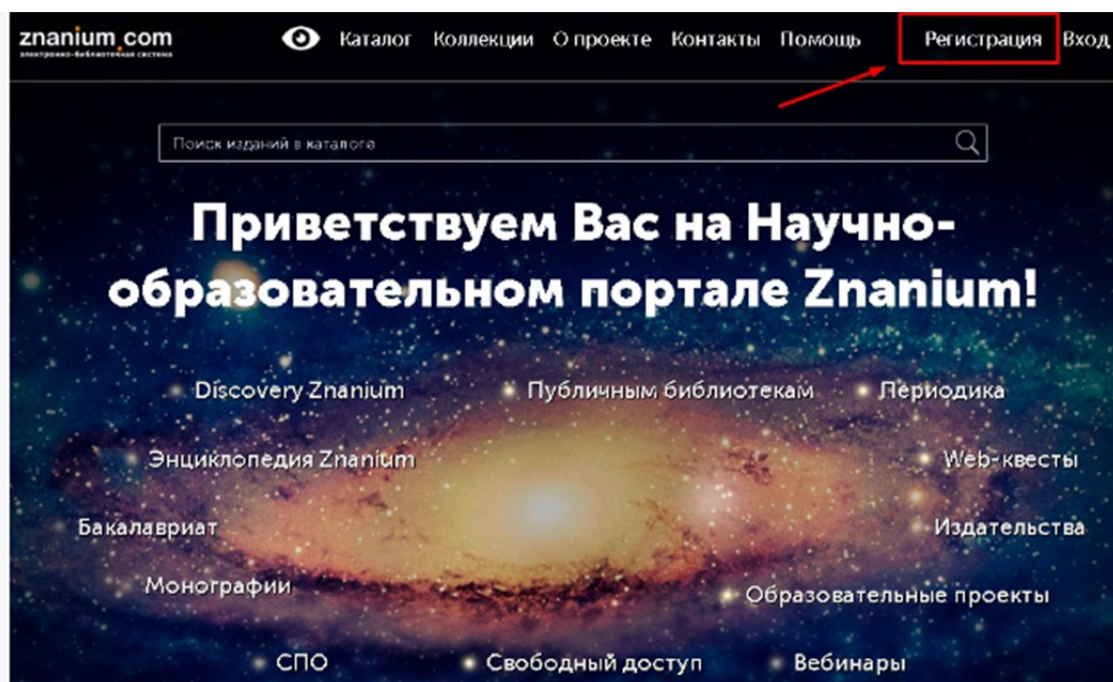 znanium.com
электронно-библиотечная система
Каталог Коллекции О проекте Контакты Помощь Регистрация Вход
Поиск изданий в каталоге
Приветствуем Вас на Научно-
образовательном портале Znanium!
Discovery Znanium Публичным библиотекам Периодика
Энциклопедия Znanium Web-квесты
Бакалавриат Издательства
Монографии Образовательные проекты
СПО Свободный доступ Вебинары